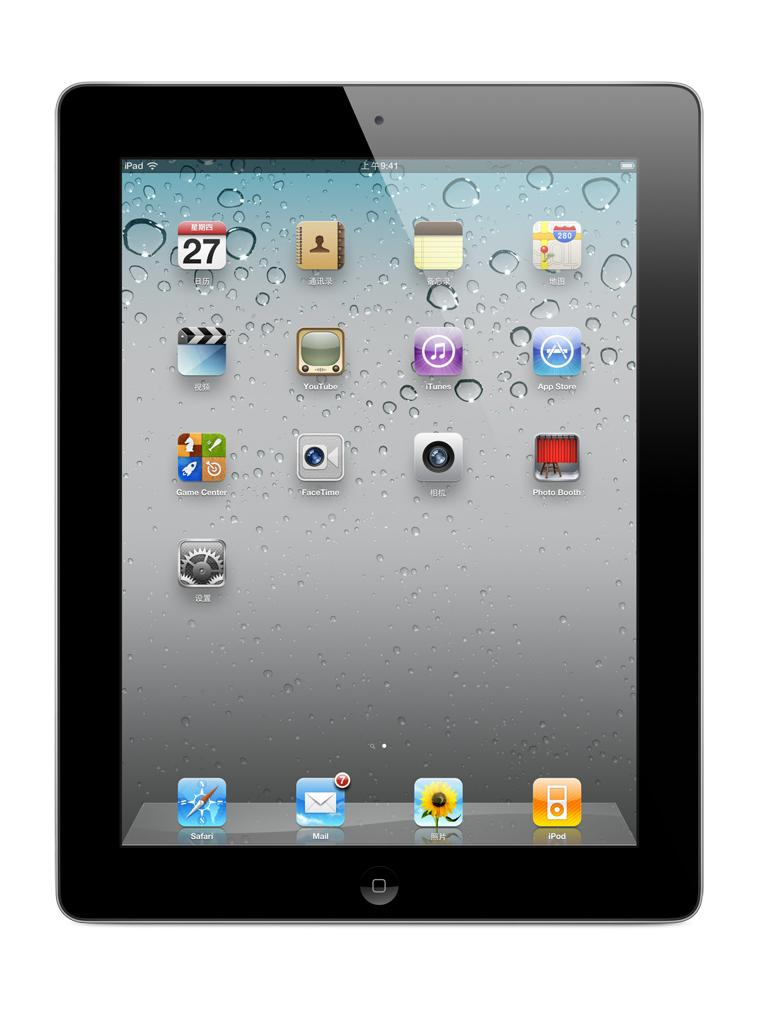 iPad 上午9:41
星期四
27
280
日历 通讯录 备忘录 地图
视频 YouTube iTunes App Store
Game Center FaceTime 相机 Photo Booth
设置
7
Safari Mail 照片 iPod